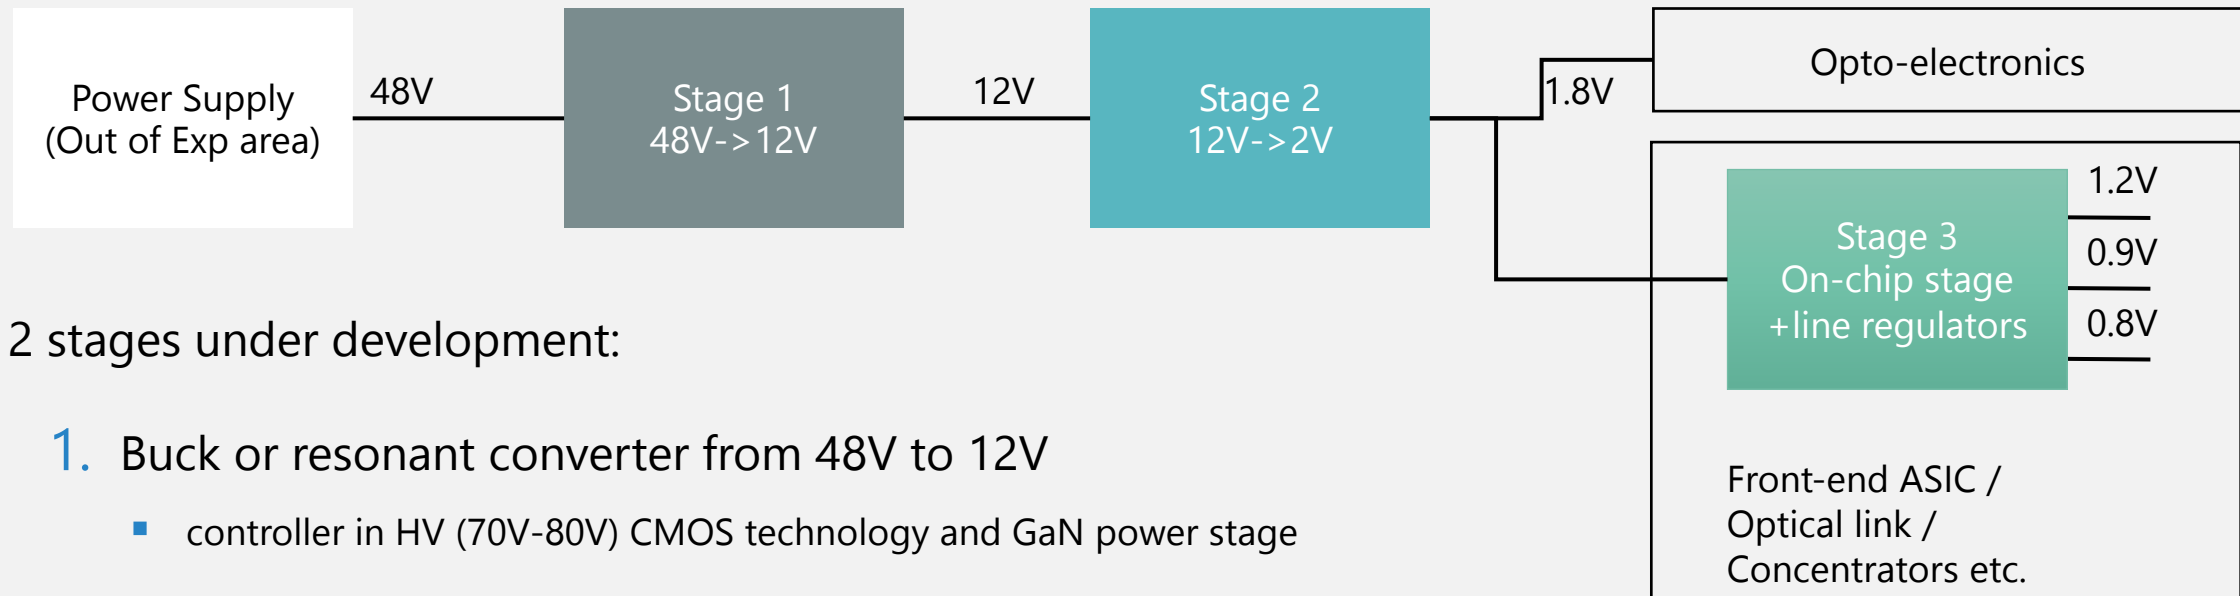 Power Supply
(Out of Exp area)
48V
Stage 1
48V->12V
12V
Stage 2
12V->2V
1.8V
Opto-electronics
Stage 3
On-chip stage
+line regulators
1.2V
0.9V
0.8V
Front-end ASIC /
Optical link /
Concentrators etc.
2 stages under development:
1. Buck or resonant converter from 48V to 12V
▪ controller in HV (70V-80V) CMOS technology and GaN power stage